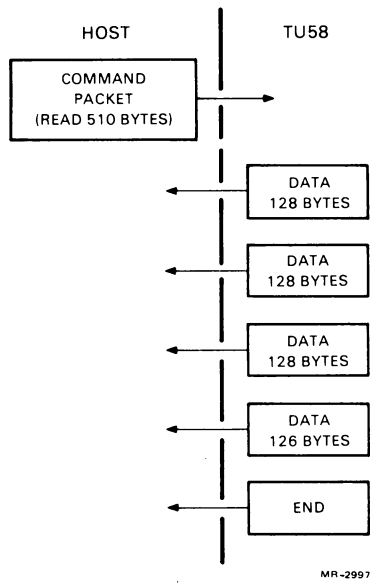 HOST
TU58
COMMAND
PACKET
(READ 510 BYTES)
DATA
128 BYTES
DATA
128 BYTES
DATA
128 BYTES
DATA
126 BYTES
END
MR-2997